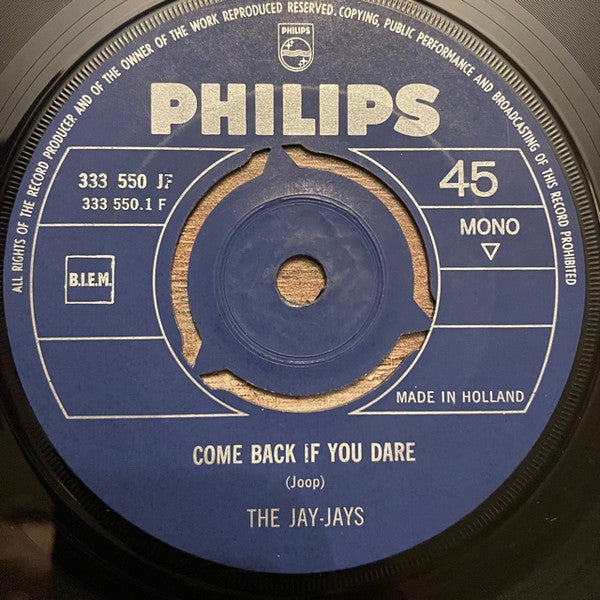 ALL RIGHTS OF THE RECORD PRODUCER AND OF THE OWNER OF THE WORK REPRODUCED RESERVED. COPYING, PUBLIC PERFORMANCE AND BROADCASTING OF THIS RECORD PROHIBITED
PHILIPS
PHILIPS
333 550 JF
333 550.1 F
45
MONO
B.I.E.M.
MADE IN HOLLAND
COME BACK IF YOU DARE
(Joop)
THE JAY-JAYS